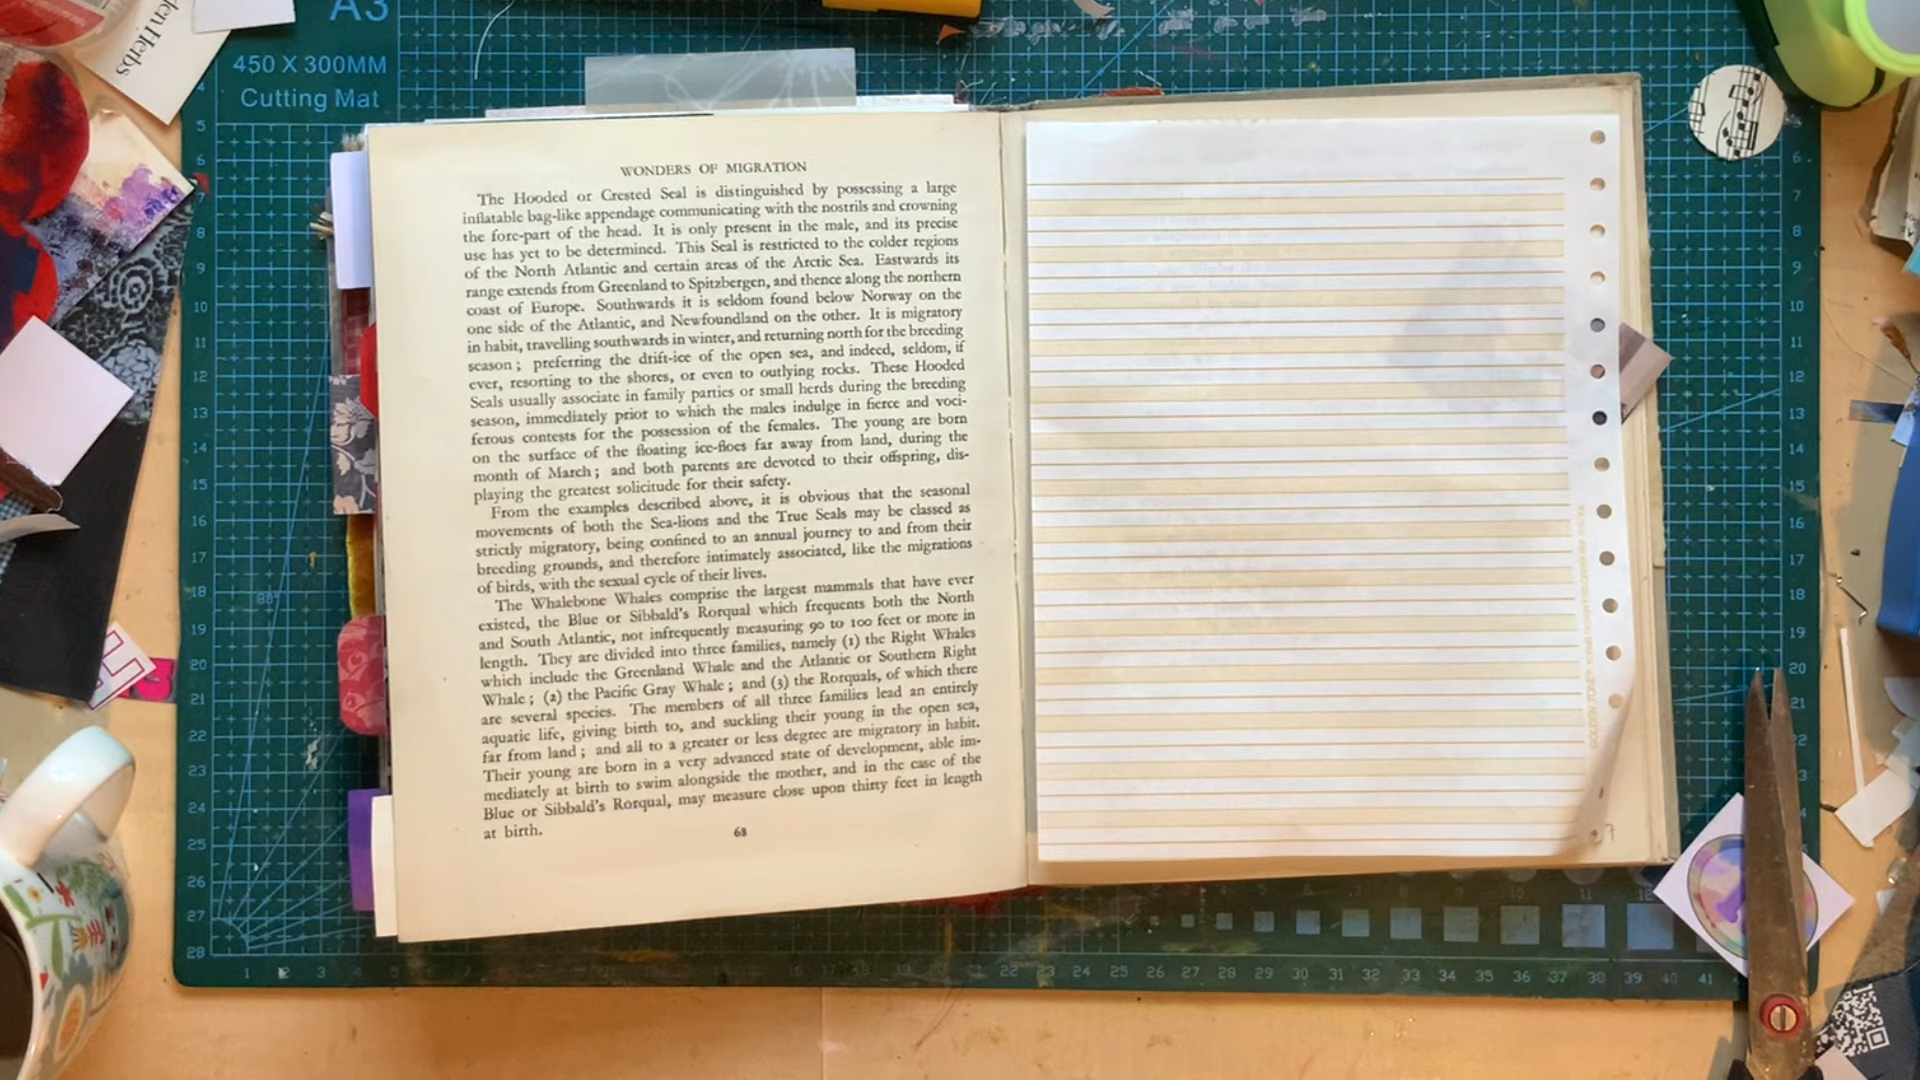 A3
450 X 300MM
Cutting Mat
WONDERS OF MIGRATION
The Hooded or Crested Seal is distinguished by possessing a large
inflatable bag-like appendage communicating with the nostrils and crowning
the fore-part of the head. It is only present in the male, and its precise
use has yet to be determined. This Seal is restricted to the colder regions
of the North Atlantic and certain areas of the Arctic Sea. Eastwards its
range extends from Greenland to Spitzbergen, and thence along the northern
coast of Europe. Southwards it is seldom found below Norway on the
one side of the Atlantic, and Newfoundland on the other. It is migratory
in habit, travelling southwards in winter, and returning north for the breeding
season; preferring the drift-ice of the open sea, and indeed, seldom, if
ever, resorting to the shores, or even to outlying rocks. These Hooded
Seals usually associate in family parties or small herds during the breeding
season, immediately prior to which the males indulge in fierce and voci-
ferous contests for the possession of the females. The young are born
on the surface of the floating ice-floes far away from land, during the
month of March; and both parents are devoted to their offspring, dis-
playing the greatest solicitude for their safety.
From the examples described above, it is obvious that the seasonal
movements of both the Sea-lions and the True Seals may be classed as
strictly migratory, being confined to an annual journey to and from their
breeding grounds, and therefore intimately associated, like the migrations
of birds, with the sexual cycle of their lives.
The Whalebone Whales comprise the largest mammals that have ever
existed, the Blue or Sibbald's Rorqual which frequents both the North
and South Atlantic, not infrequently measuring 90 to 100 feet or more in
length. They are divided into three families, namely (1) the Right Whales
which include the Greenland Whale and the Atlantic or Southern Right
Whale; (2) the Pacific Gray Whale; and (3) the Rorquals, of which there
are several species. The members of all three families lead an entirely
aquatic life, giving birth to, and suckling their young in the open sea,
far from land; and all to a greater or less degree are migratory in habit.
Their young are born in a very advanced state of development, able im-
mediately at birth to swim alongside the mother, and in the case of the
Blue or Sibbald's Rorqual, may measure close upon thirty feet in length
at birth.
68